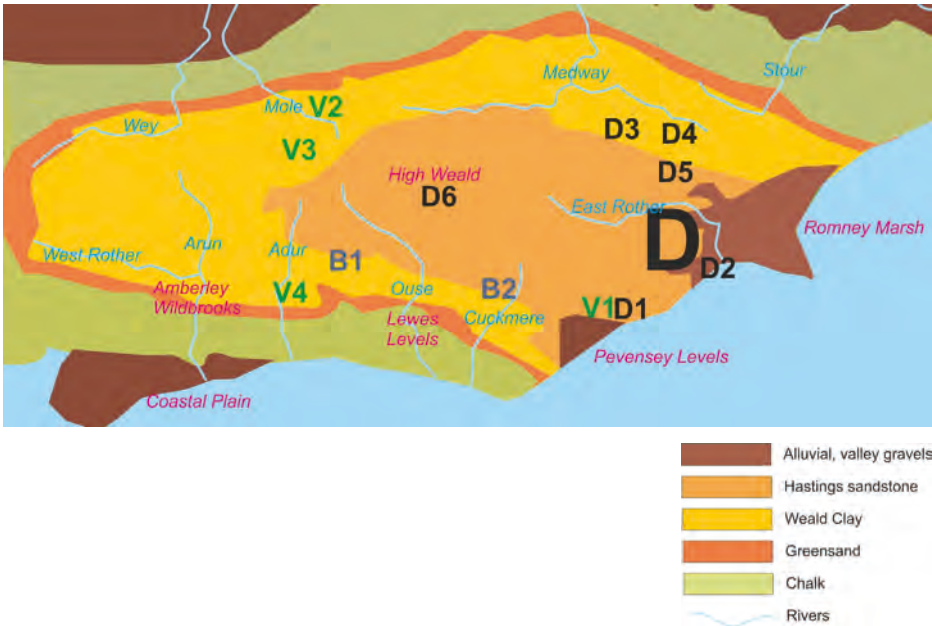 Medway
Stour
Mole
V2
Wey
D3
D4
V3
D5
High Weald
D6
East Rother
D
Romney Marsh
West Rother
Arun
Adur
B1
D2
Amberley
Wildbrooks
V4
Ouse
B2
V1D1
Lewes
Levels
Cuckmere
Pevensey Levels
Coastal Plain
Alluvial, valley gravels
Hastings sandstone
Weald Clay
Greensand
Chalk
Rivers